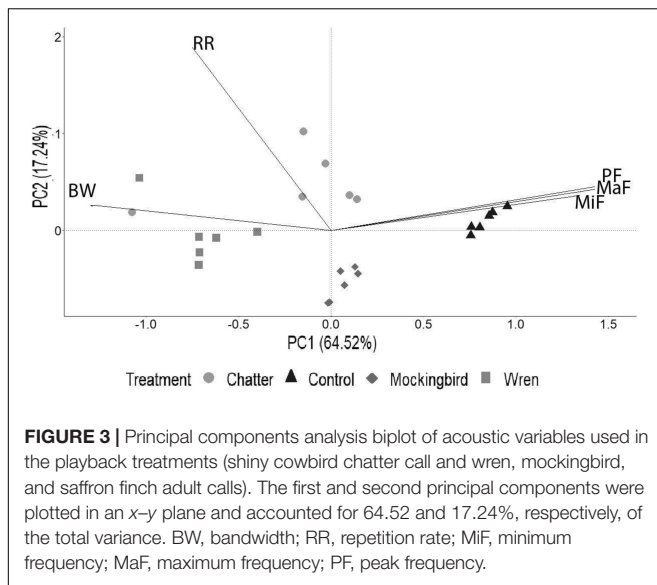 2
RR
PC2 (17.24%)
1
PF
MaF
BW
MiF
0
-1.0 -0.5 0.0 0.5 1.0 1.5
PC1 (64.52%)
Treatment Chatter Control Mockingbird Wren
FIGURE 3 | Principal components analysis biplot of acoustic variables used in
the playback treatments (shiny cowbird chatter call and wren, mockingbird,
and saffron finch adult calls). The first and second principal components were
plotted in an x–y plane and accounted for 64.52 and 17.24%, respectively, of
the total variance. BW, bandwidth; RR, repetition rate; MiF, minimum
frequency; MaF, maximum frequency; PF, peak frequency.